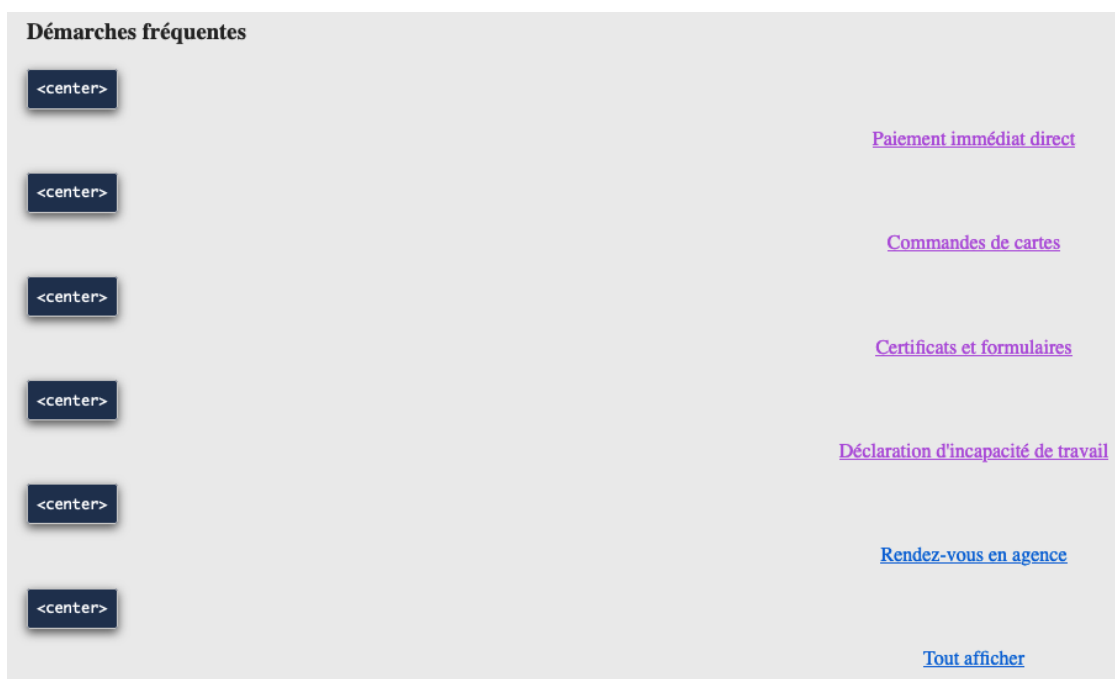 Démarches fréquentes
<center>
Paiement immédiat direct
<center>
Commandes de cartes
<center>
Certificats et formulaires
<center>
Déclaration d'incapacité de travail
<center>
Rendez-vous en agence
<center>
Tout afficher